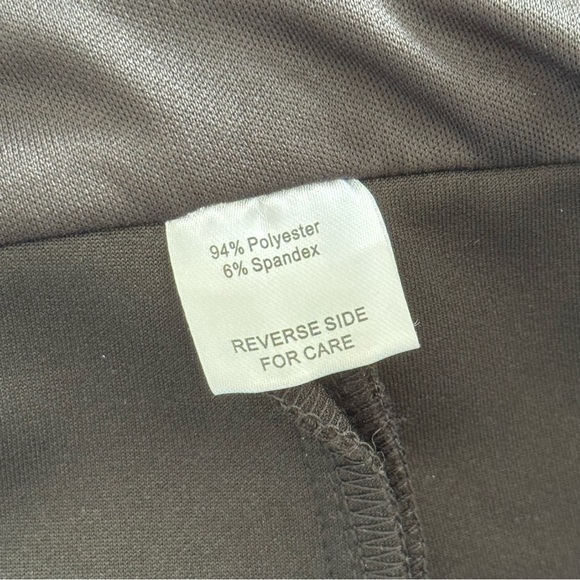 94% Polyester
6% Spandex
REVERSE SIDE
FOR CARE